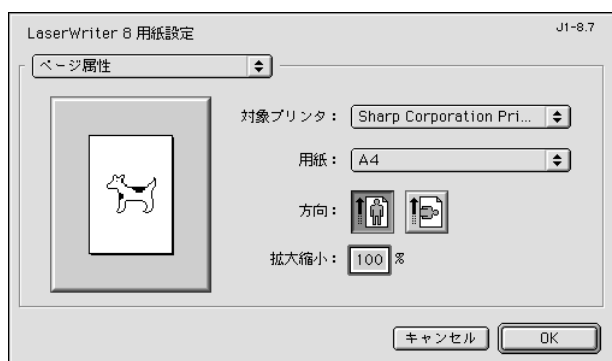 LaserWriter 8 用紙設定
J1-8.7
ページ属性
対象プリンタ： Sharp Corporation Pri...
用紙： A4
方向：
拡大縮小： 100 %
キャンセル OK